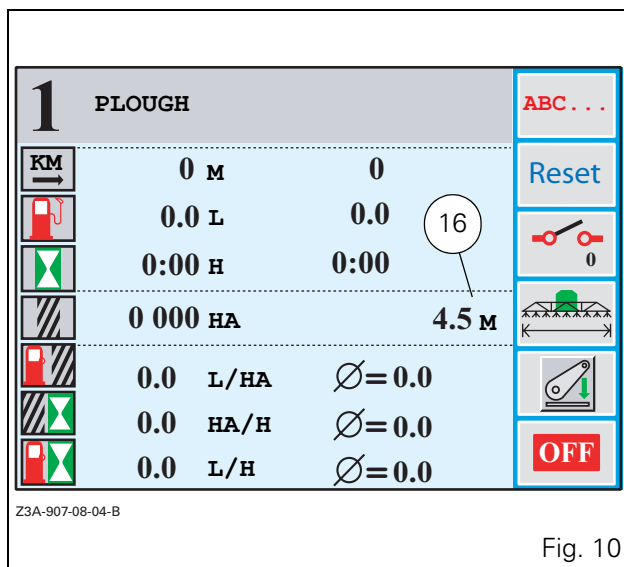 1 PLOUGH ABC...
KM 0 M 0 Reset
0.0 L 0.0 16
0:00 H 0:00 0
0 000 HA 4.5 M
0.0 L/HA Ø=0.0
0.0 HA/H Ø=0.0
0.0 L/H Ø=0.0 OFF
Z3A-907-08-04-B
Fig. 10